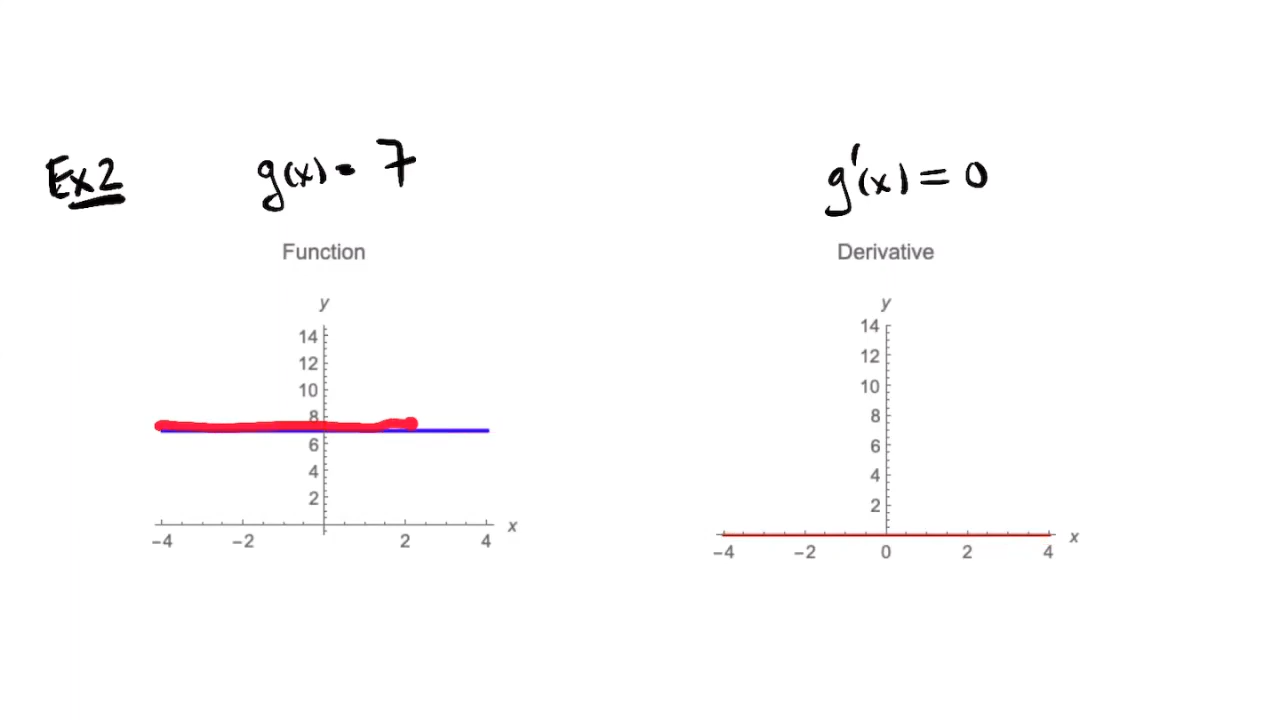 Ex2 g(x) = 7 g'(x) = 0
Function Derivative
y y
14 14
12 12
10 10
8 8
6 6
4 4
2 2
x x
−4 −2 2 4 −4 −2 0 2 4